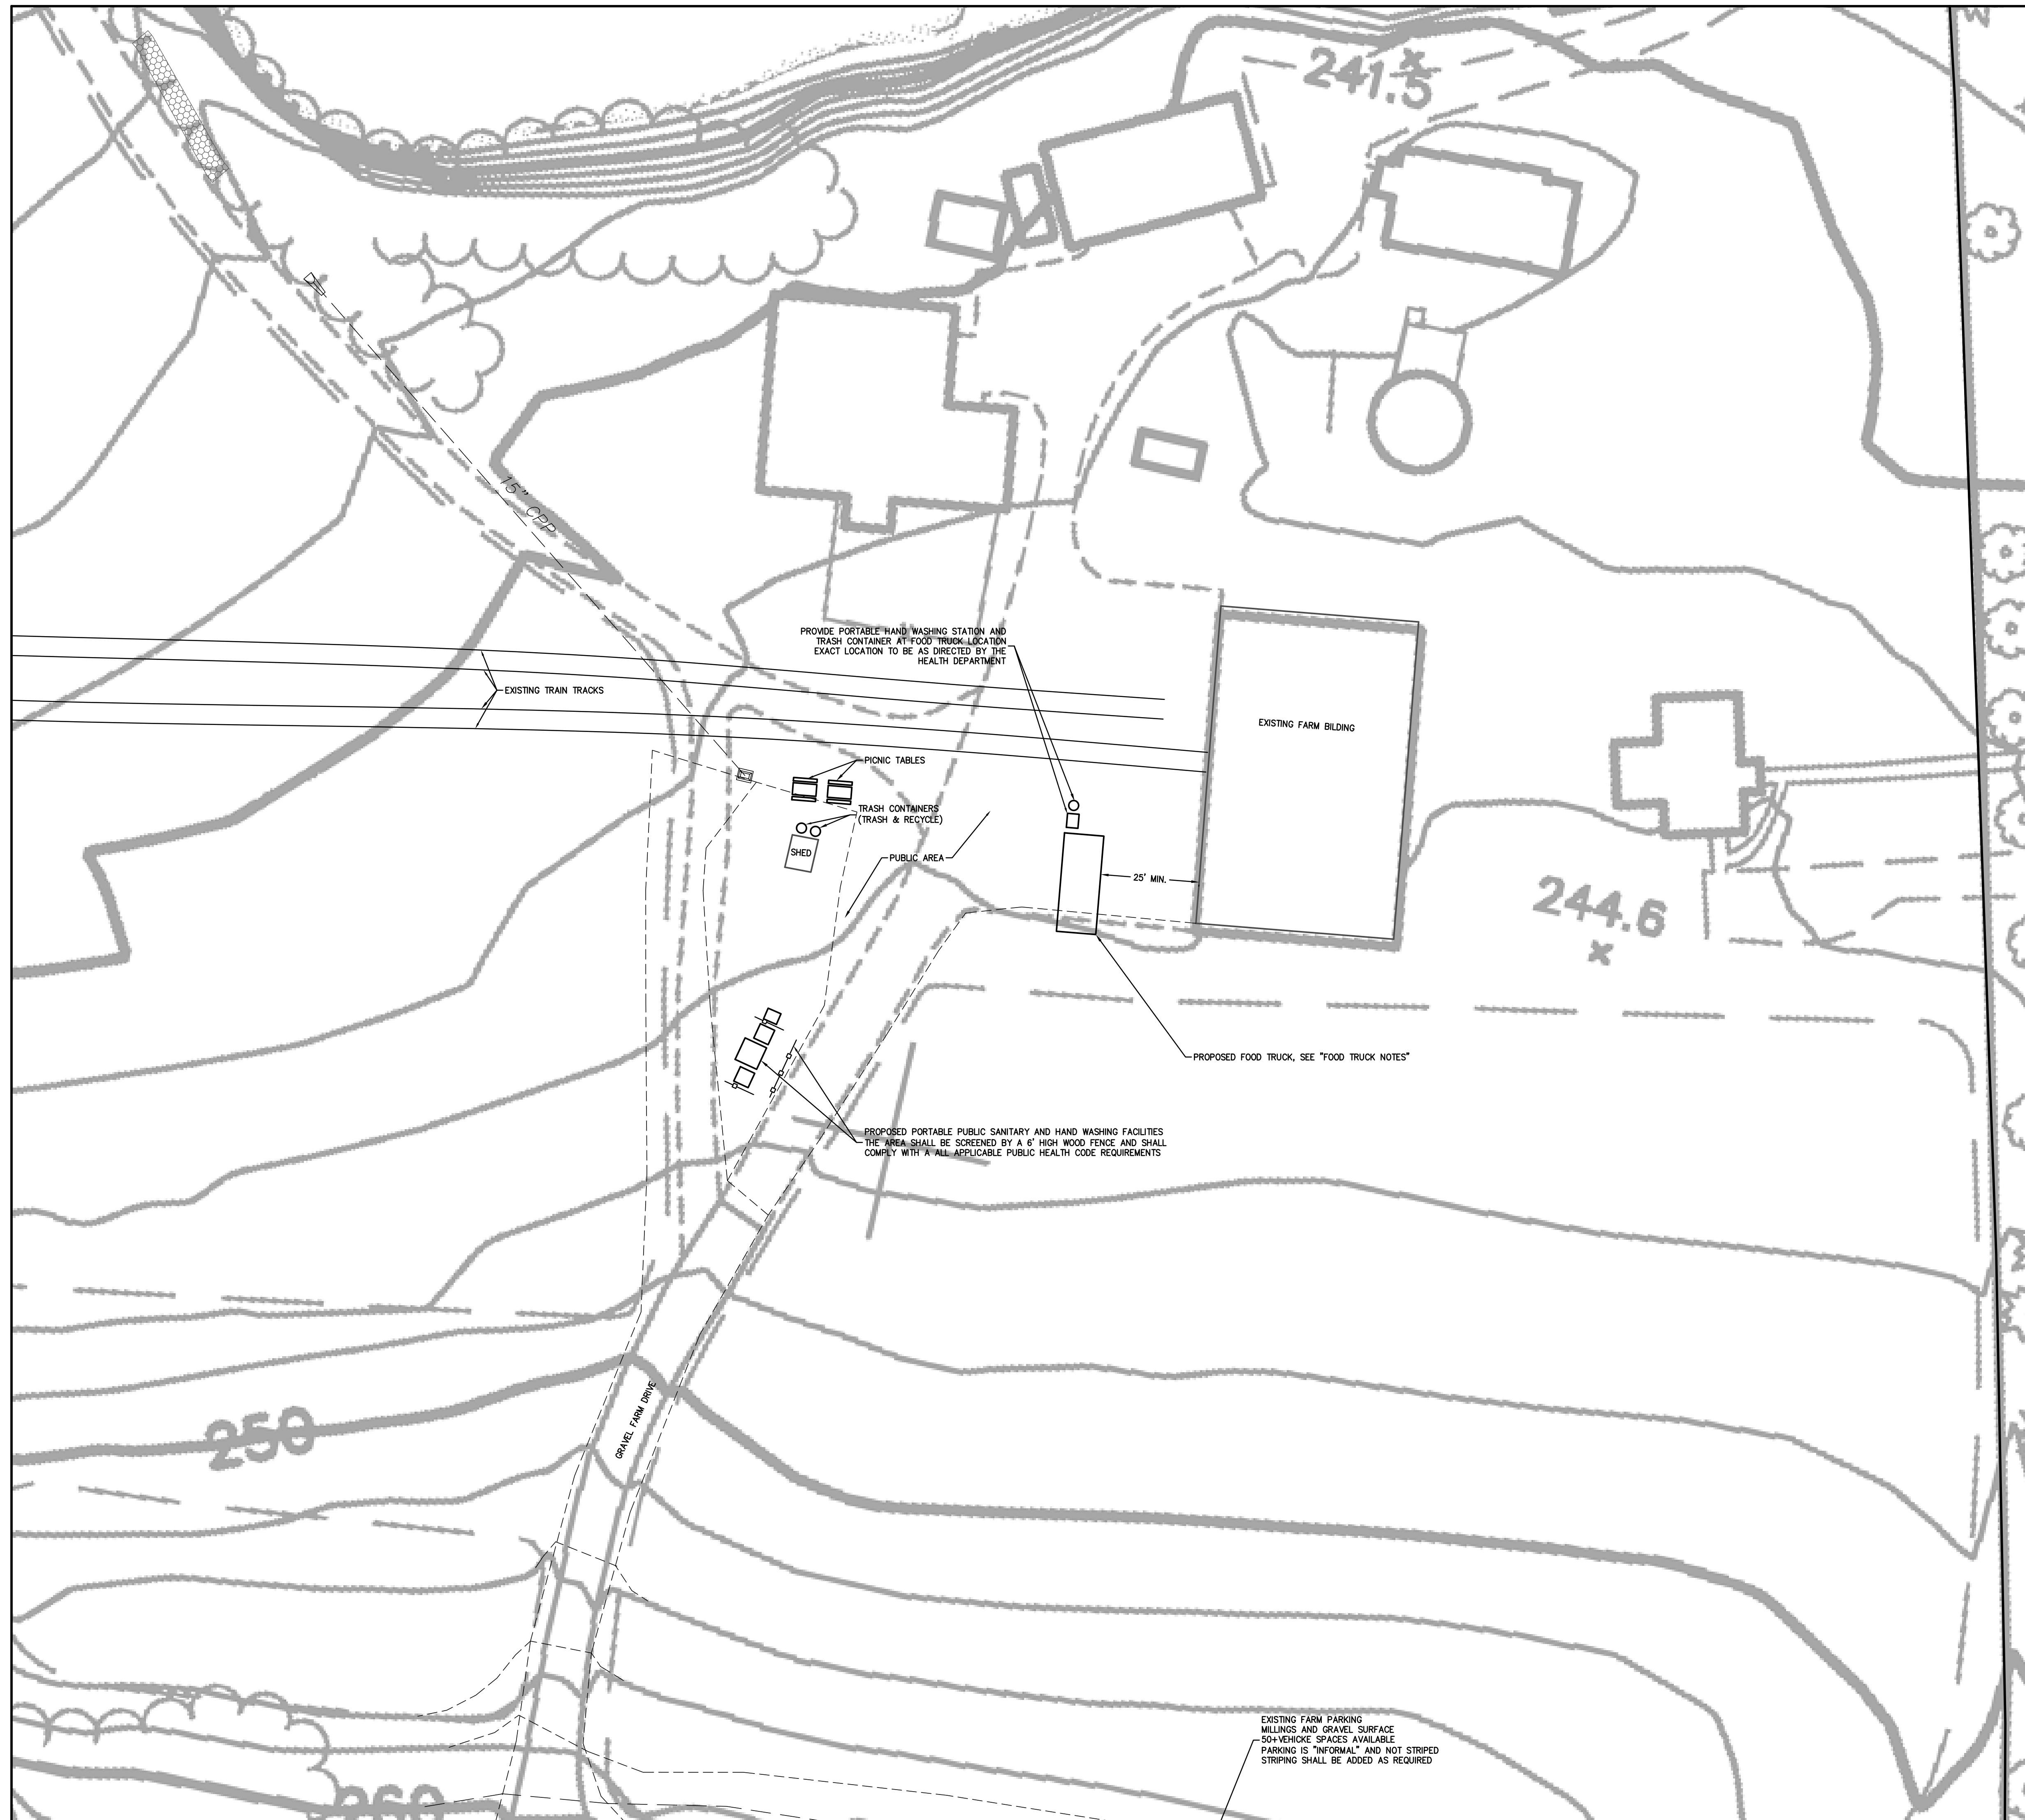 241.5
15" CPP
PROVIDE PORTABLE HAND WASHING STATION AND
TRASH CONTAINER AT FOOD TRUCK LOCATION
EXACT LOCATION TO BE AS DIRECTED BY THE
HEALTH DEPARTMENT
EXISTING TRAIN TRACKS
EXISTING FARM BILDING
PICNIC TABLES
TRASH CONTAINERS
(TRASH & RECYCLE)
SHED
PUBLIC AREA
25' MIN.
244.6
x
PROPOSED FOOD TRUCK, SEE "FOOD TRUCK NOTES"
PROPOSED PORTABLE PUBLIC SANITARY AND HAND WASHING FACILITIES
THE AREA SHALL BE SCREENED BY A 6' HIGH WOOD FENCE AND SHALL
COMPLY WITH A ALL APPLICABLE PUBLIC HEALTH CODE REQUIREMENTS
GRAVEL FARM DRIVE
250
EXISTING FARM PARKING
MILLINGS AND GRAVEL SURFACE
50+VEHICKE SPACES AVAILABLE
PARKING IS "INFORMAL" AND NOT STRIPED
STRIPING SHALL BE ADDED AS REQUIRED
260